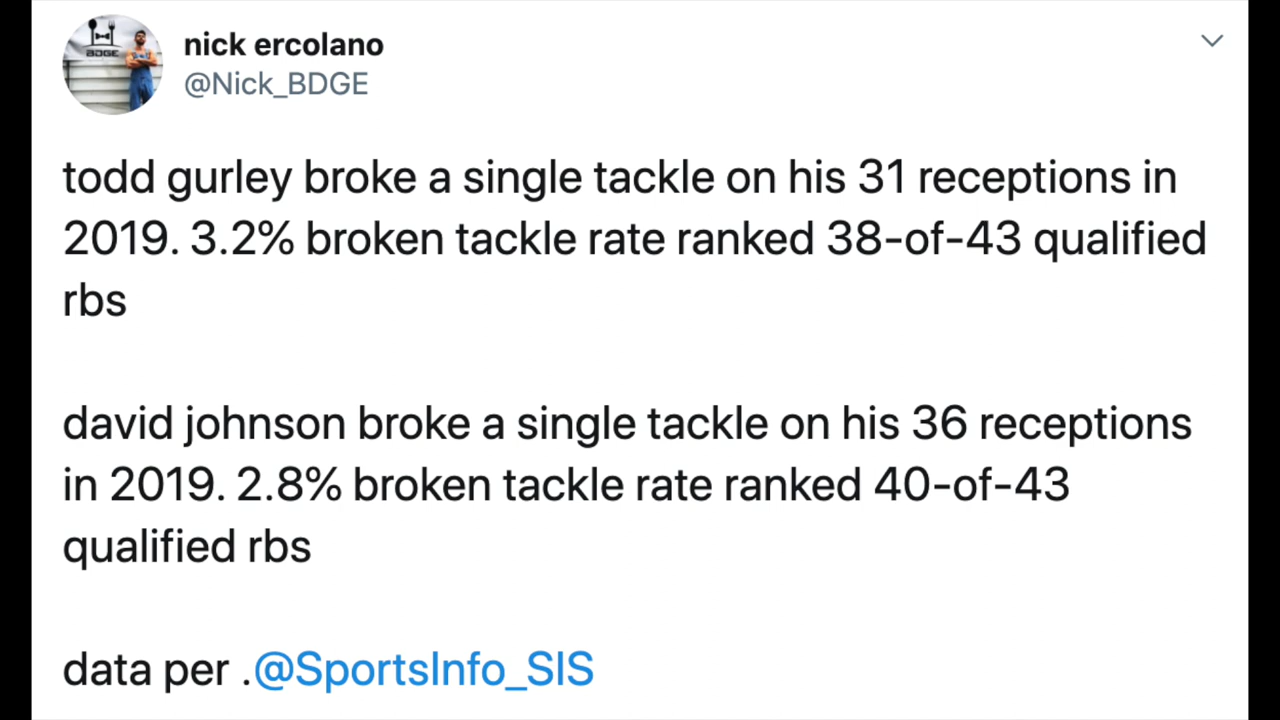 nick ercolano
@Nick_BDGE
BDGE
todd gurley broke a single tackle on his 31 receptions in
2019. 3.2% broken tackle rate ranked 38-of-43 qualified
rbs
david johnson broke a single tackle on his 36 receptions
in 2019. 2.8% broken tackle rate ranked 40-of-43
qualified rbs
data per .@SportsInfo_SIS